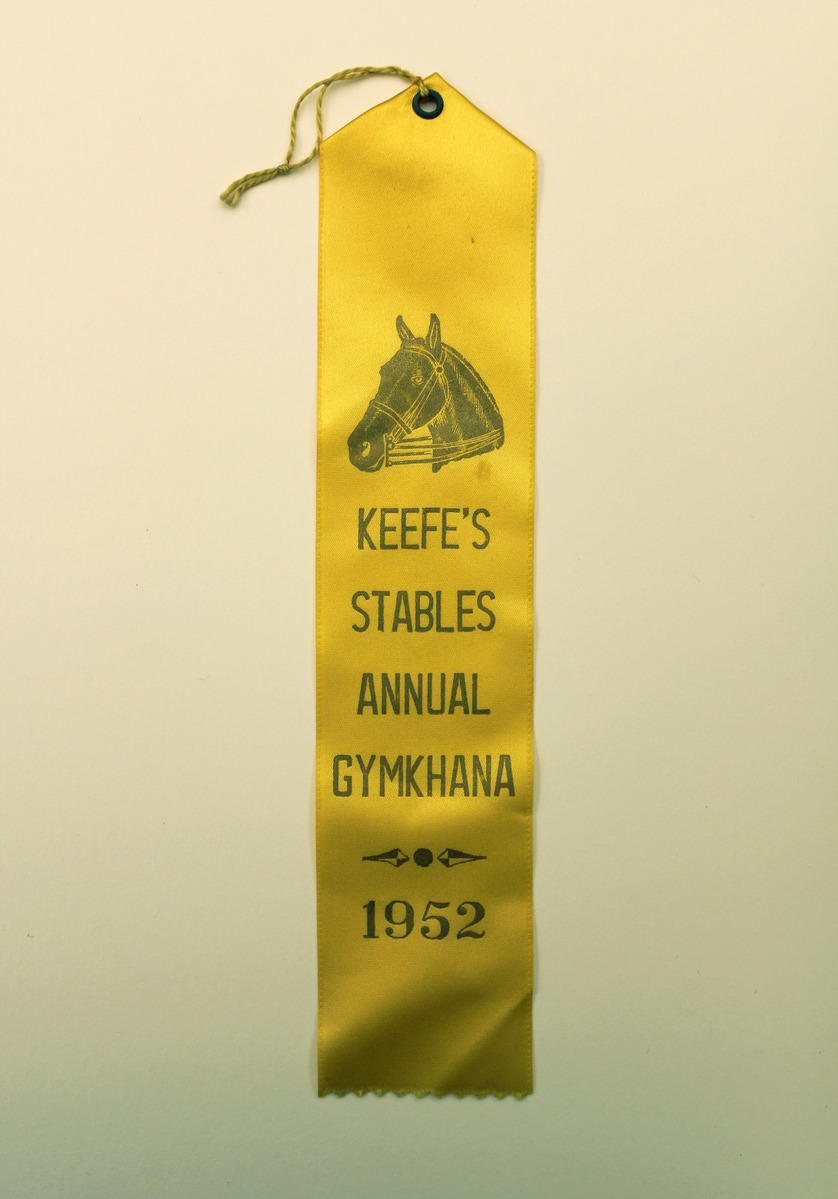 KEEFE'S
STABLES
ANNUAL
GYMKHANA
1952